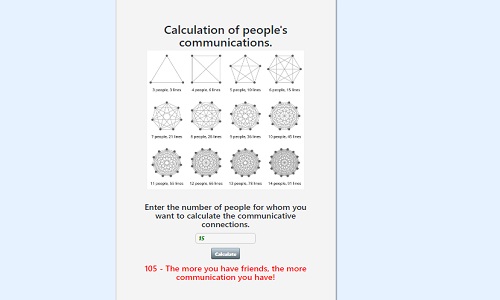 Calculation of people's
communications.
3 people, 3 lines
4 people, 6 lines
5 people, 10 lines
6 people, 15 lines
7 people, 21 lines
8 people, 28 lines
9 people, 36 lines
10 people, 45 lines
11 people, 55 lines
12 people, 66 lines
13 people, 78 lines
14 people, 91 lines
Enter the number of people for whom you
want to calculate the communicative
connections.
15
Calculate
105 - The more you have friends, the more
communication you have!